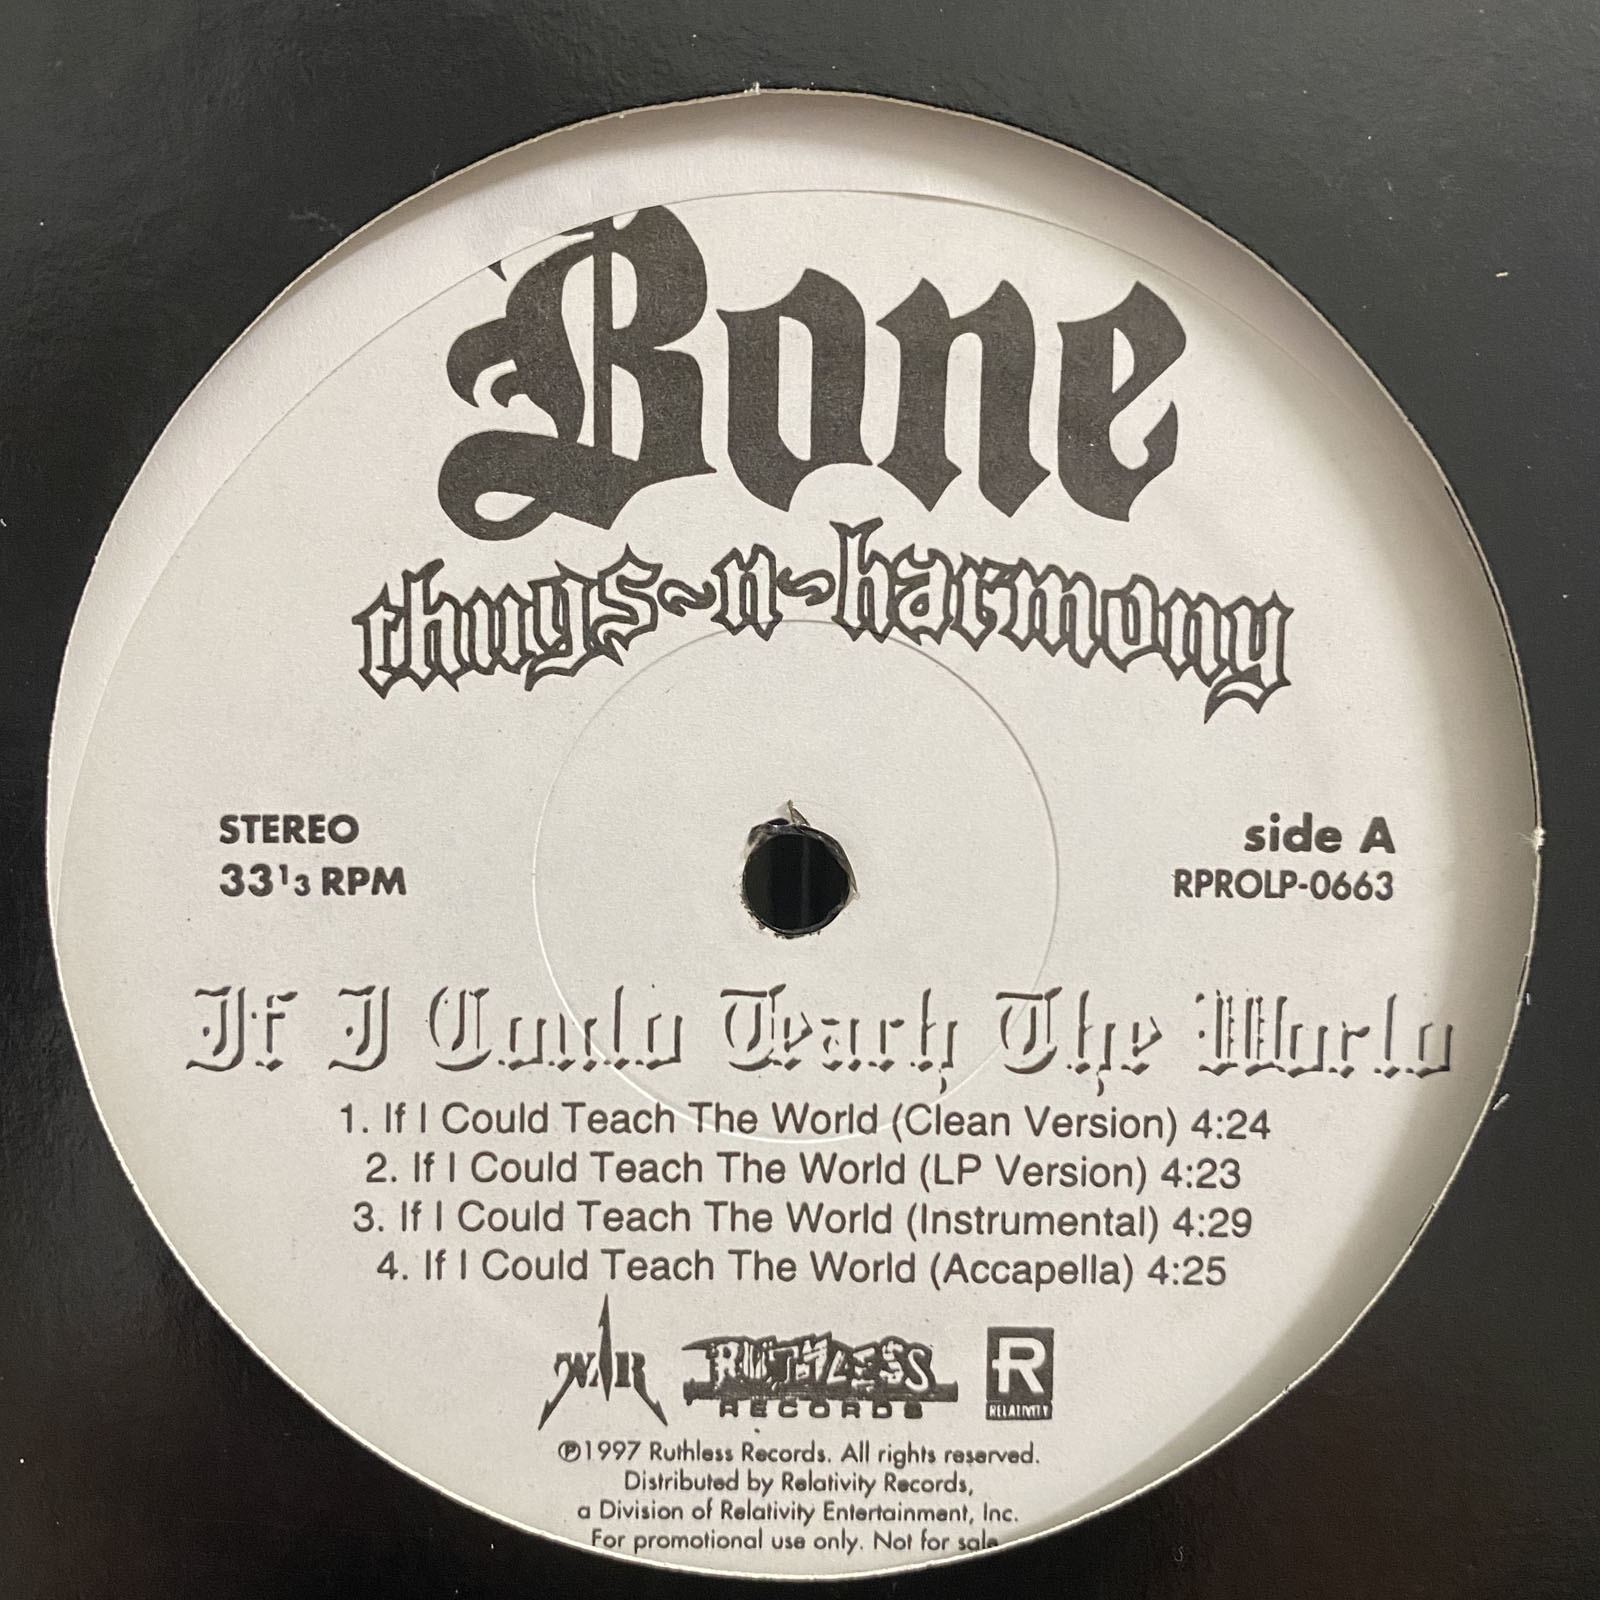 Bone
thugs~n~harmony
STEREO
33 1/3 RPM
side A
RPROLP-0663
If I Could Teach The World
1. If I Could Teach The World (Clean Version) 4:24
2. If I Could Teach The World (LP Version) 4:23
3. If I Could Teach The World (Instrumental) 4:29
4. If I Could Teach The World (Accapella) 4:25
WAR
RUTHLESS
RECORDS
R
RELATIVITY
℗1997 Ruthless Records. All rights reserved.
Distributed by Relativity Records,
a Division of Relativity Entertainment, Inc.
For promotional use only. Not for sale